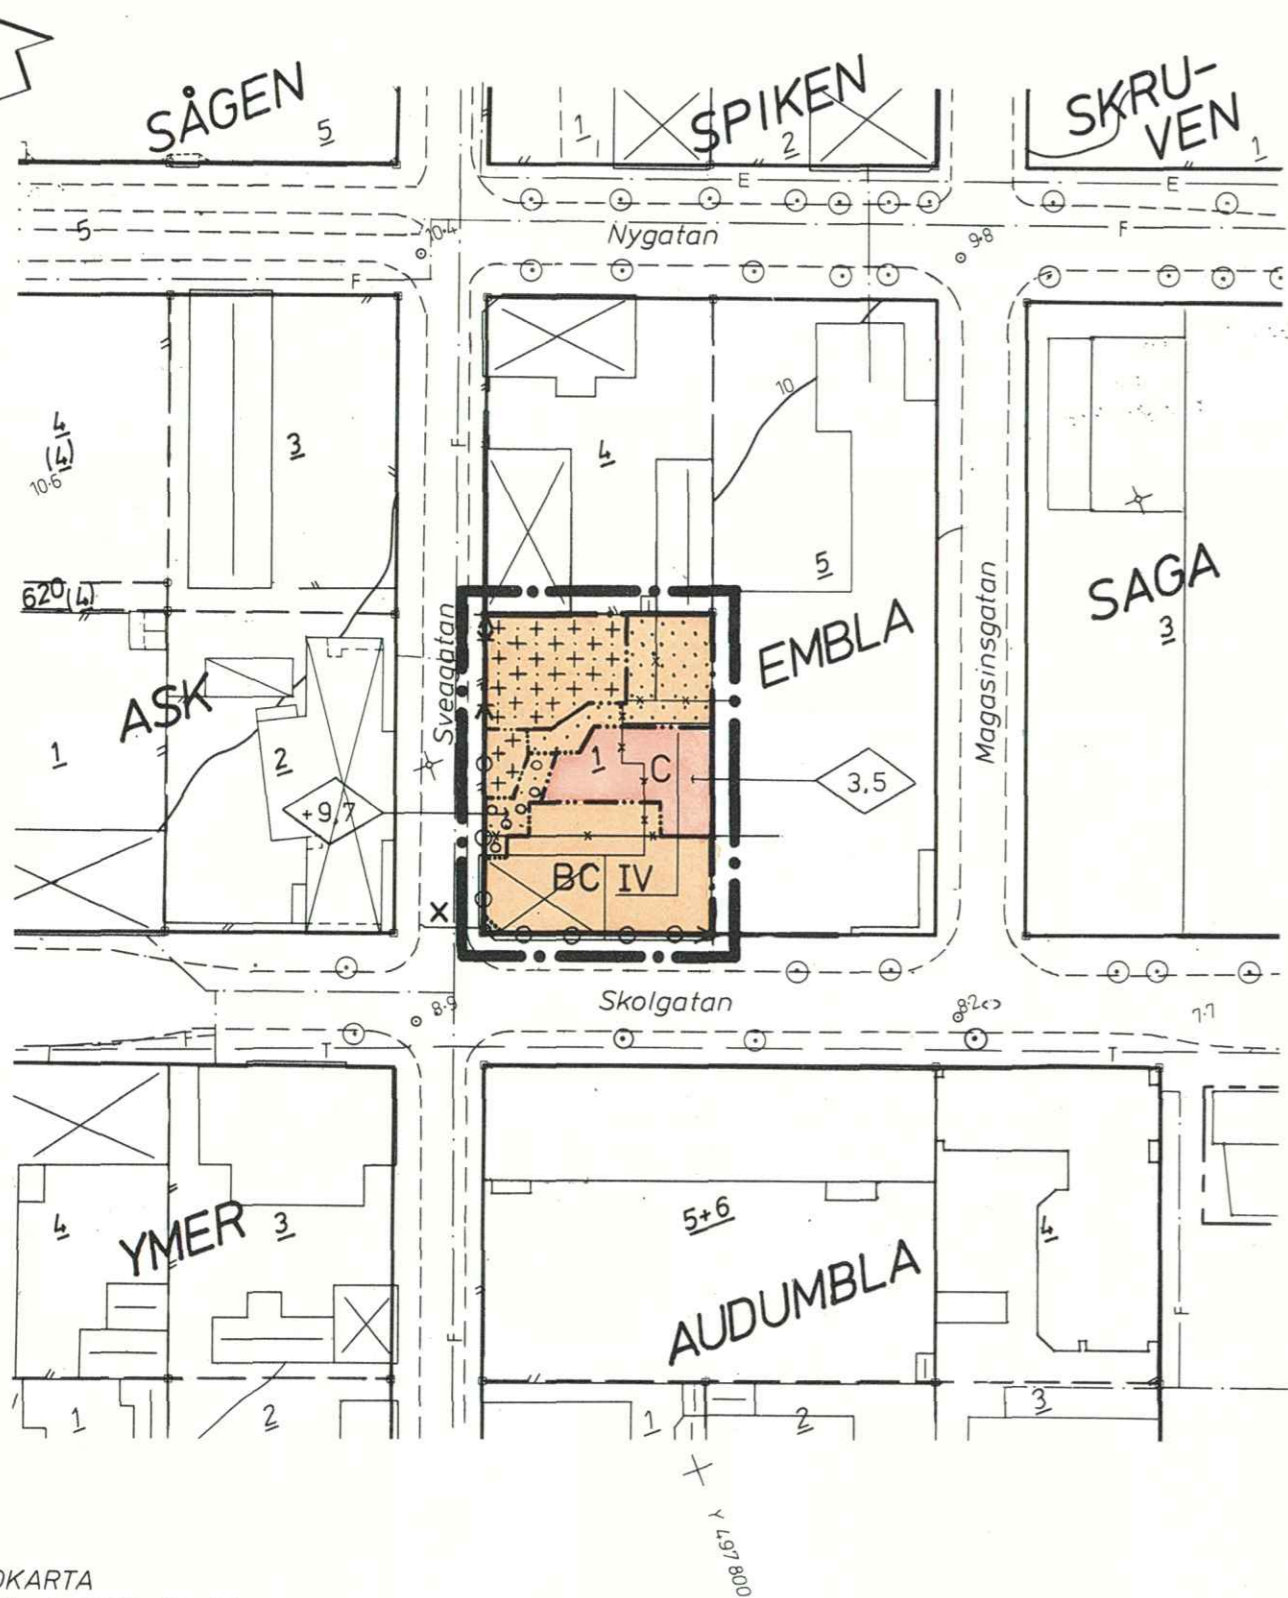 SÅGEN
5
1
SPIKEN
2
SKRU-
VEN
1
E
E
5
10.4
Nygatan
9.8
F
F
4
(4)
10.6
3
F
4
10
5
620(4)
Sveagatan
EMBLA
Magasinsgatan
SAGA
3
ASK
1
2
1
C
+9,7
3,5
BC IV
x
Skolgatan
8.9
8.2
7.7
F
T
T
4
YMER
3
5+6
4
AUDUMBLA
F
F
1
2
1
2
3
Y 497 800
KARTA